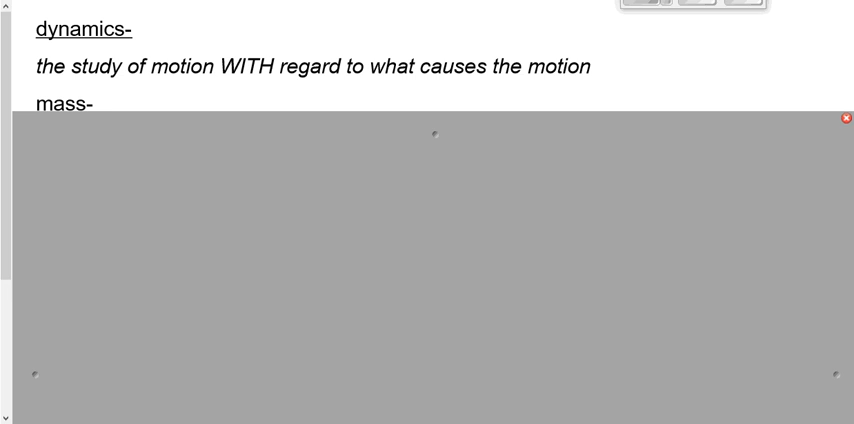 dynamics-
the study of motion WITH regard to what causes the motion
mass-